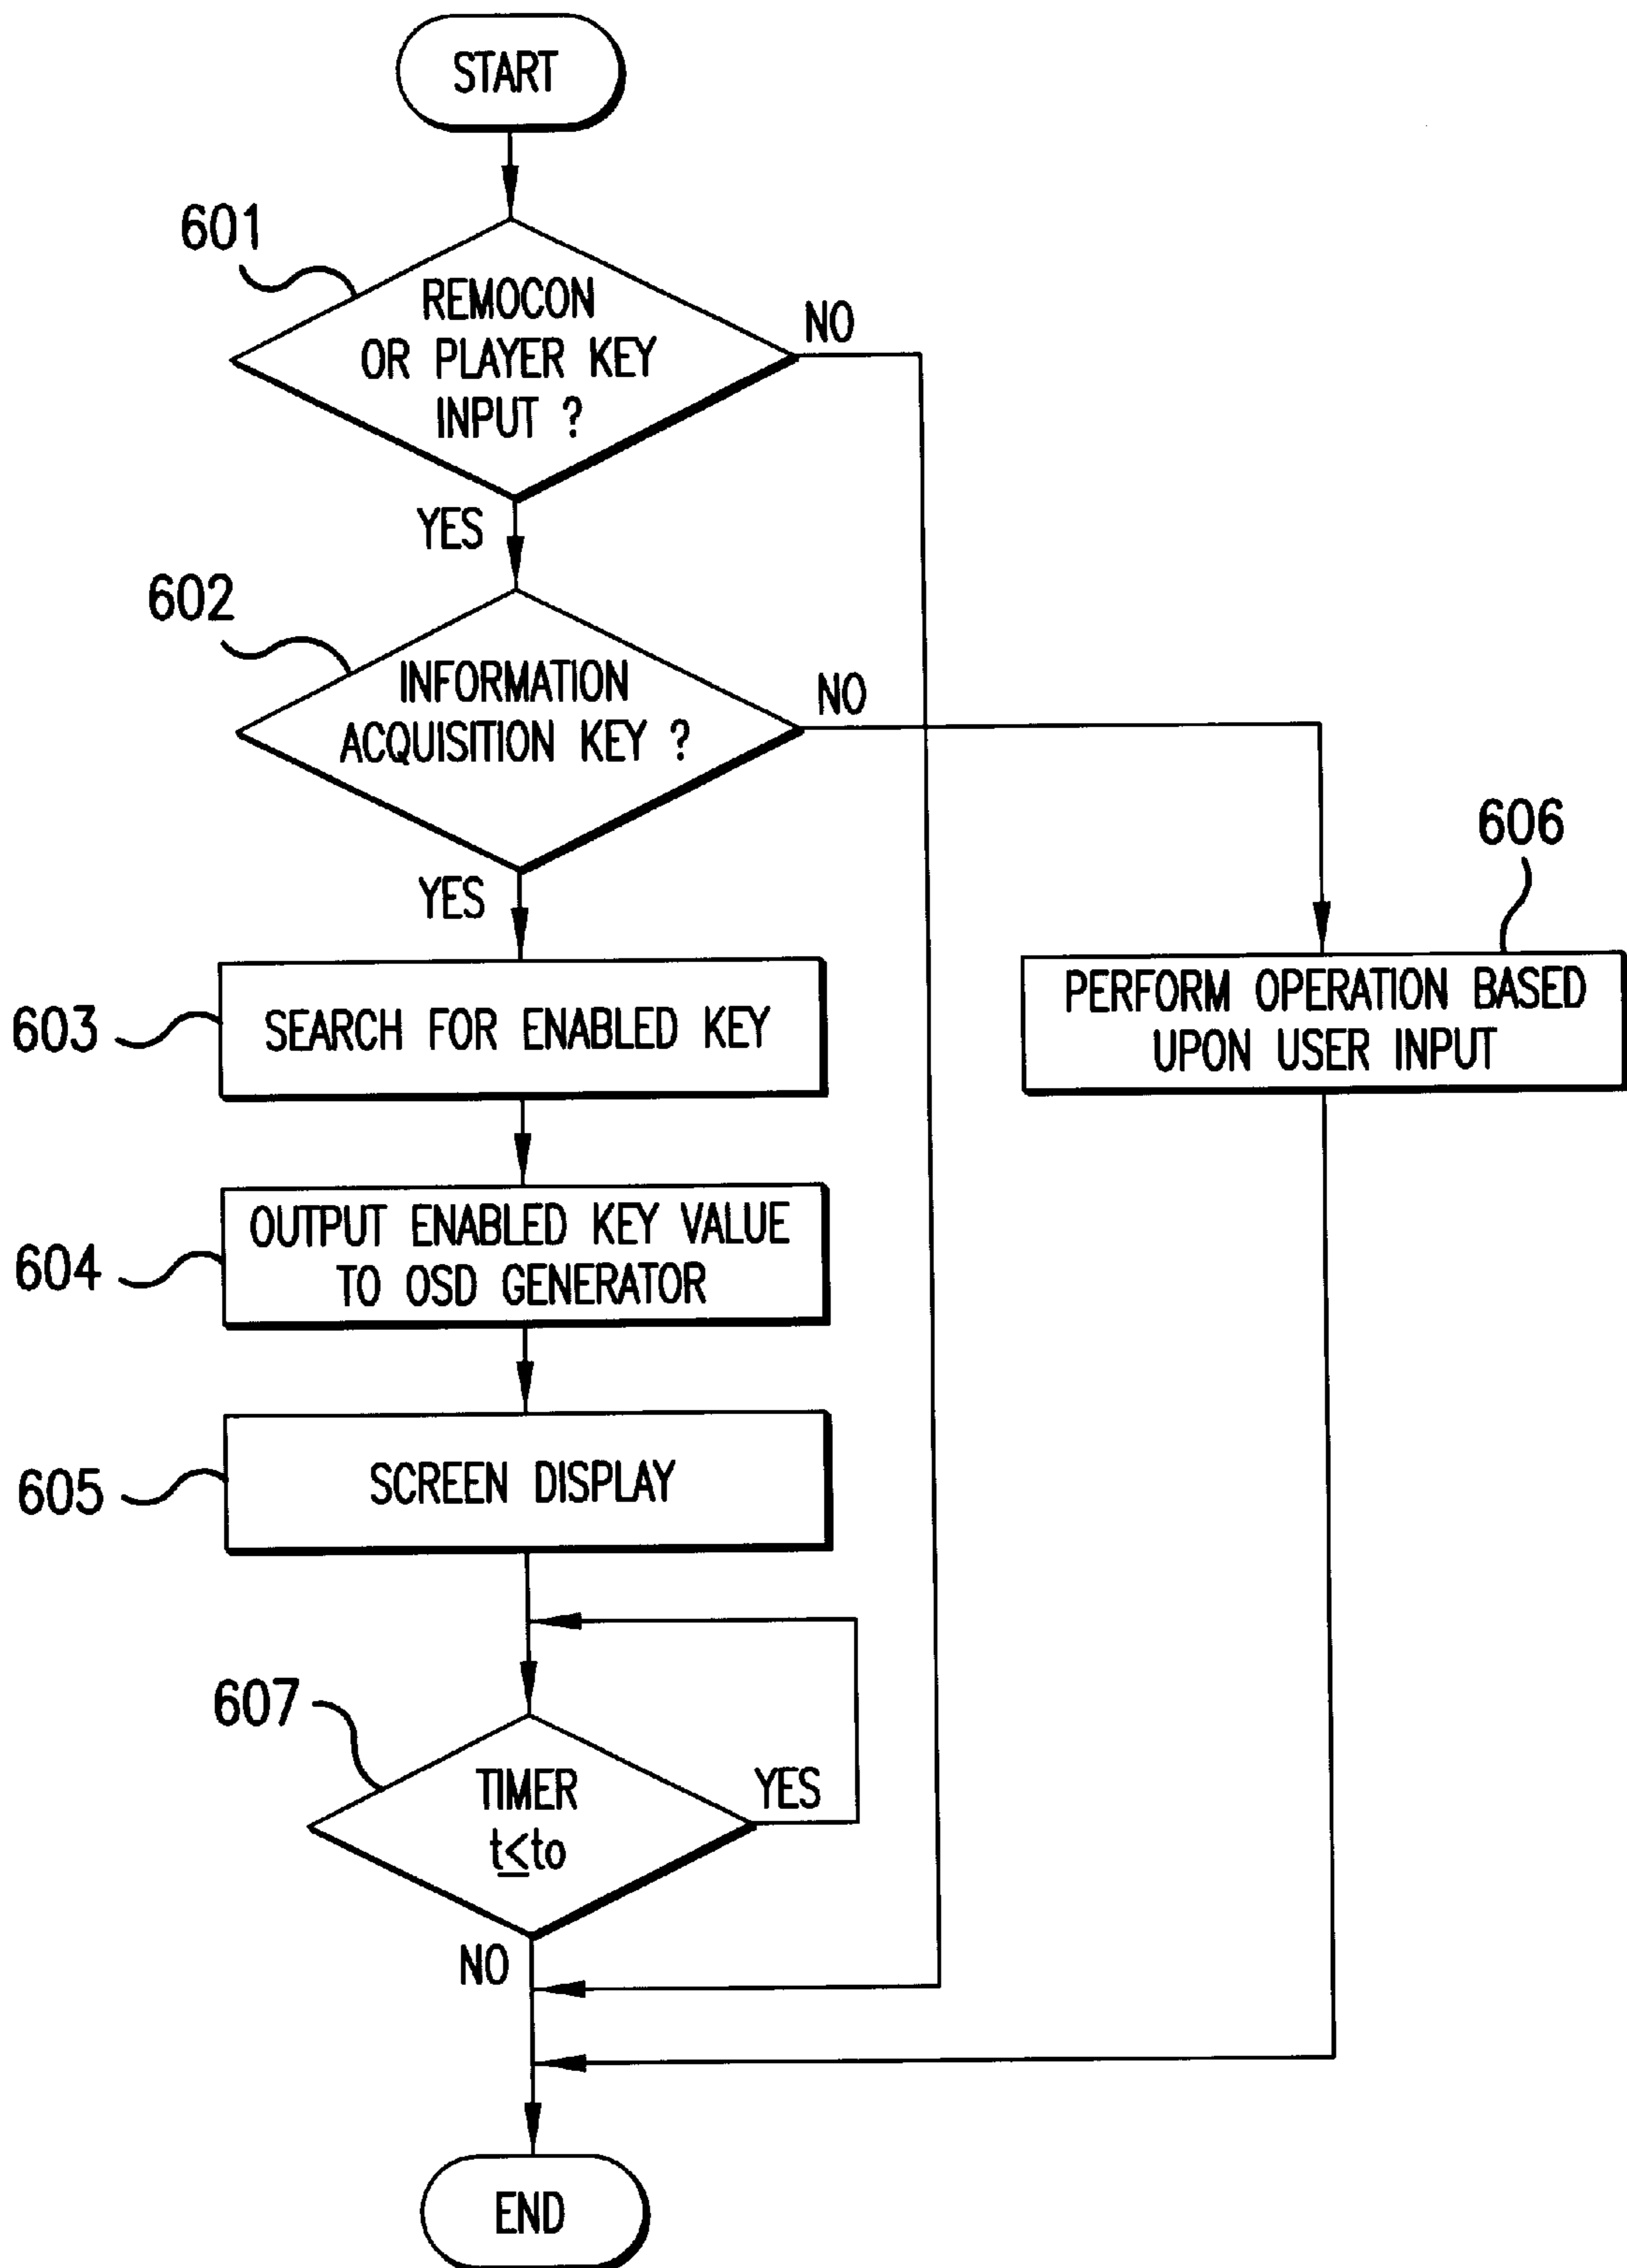 START
601
REMOCON
OR PLAYER KEY
INPUT ?
NO
YES
602
INFORMATION
ACQUISITION KEY ?
NO
YES
606
603
SEARCH FOR ENABLED KEY
PERFORM OPERATION BASED
UPON USER INPUT
604
OUTPUT ENABLED KEY VALUE
TO OSD GENERATOR
605
SCREEN DISPLAY
607
TIMER
t≤to
YES
NO
END